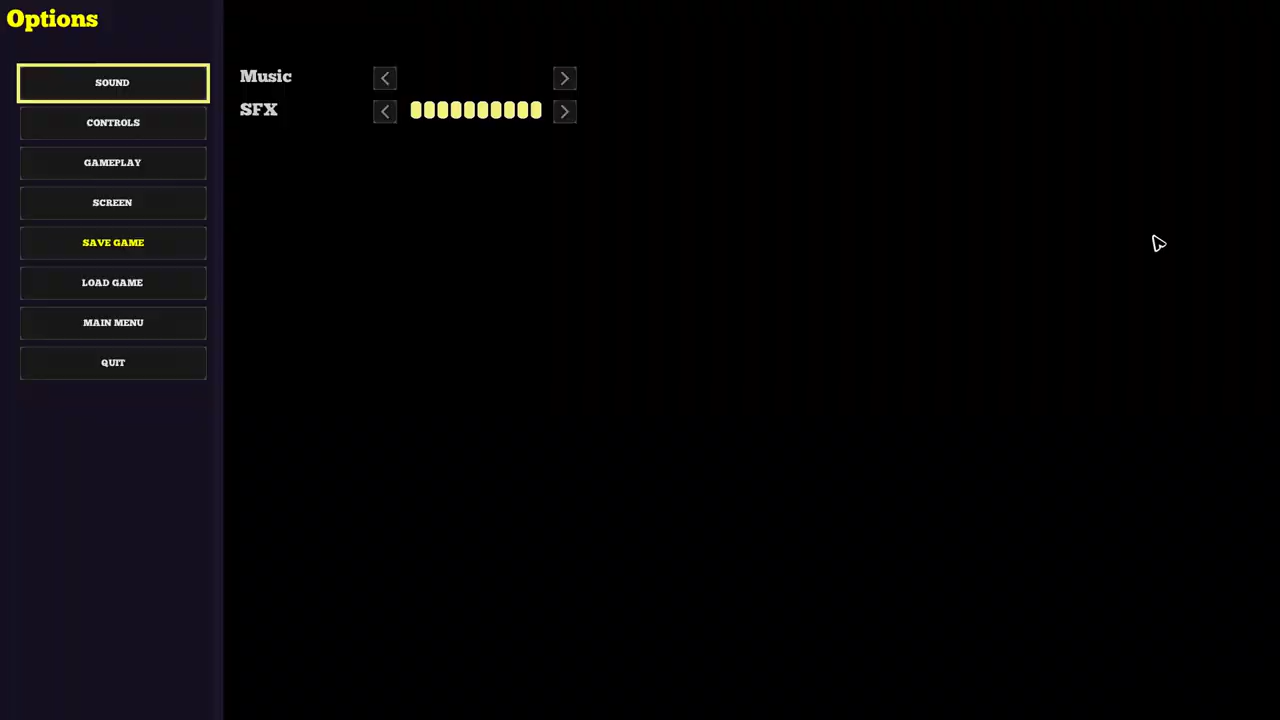 Options
SOUND
CONTROLS
GAMEPLAY
SCREEN
SAVE GAME
LOAD GAME
MAIN MENU
QUIT
Music
SFX